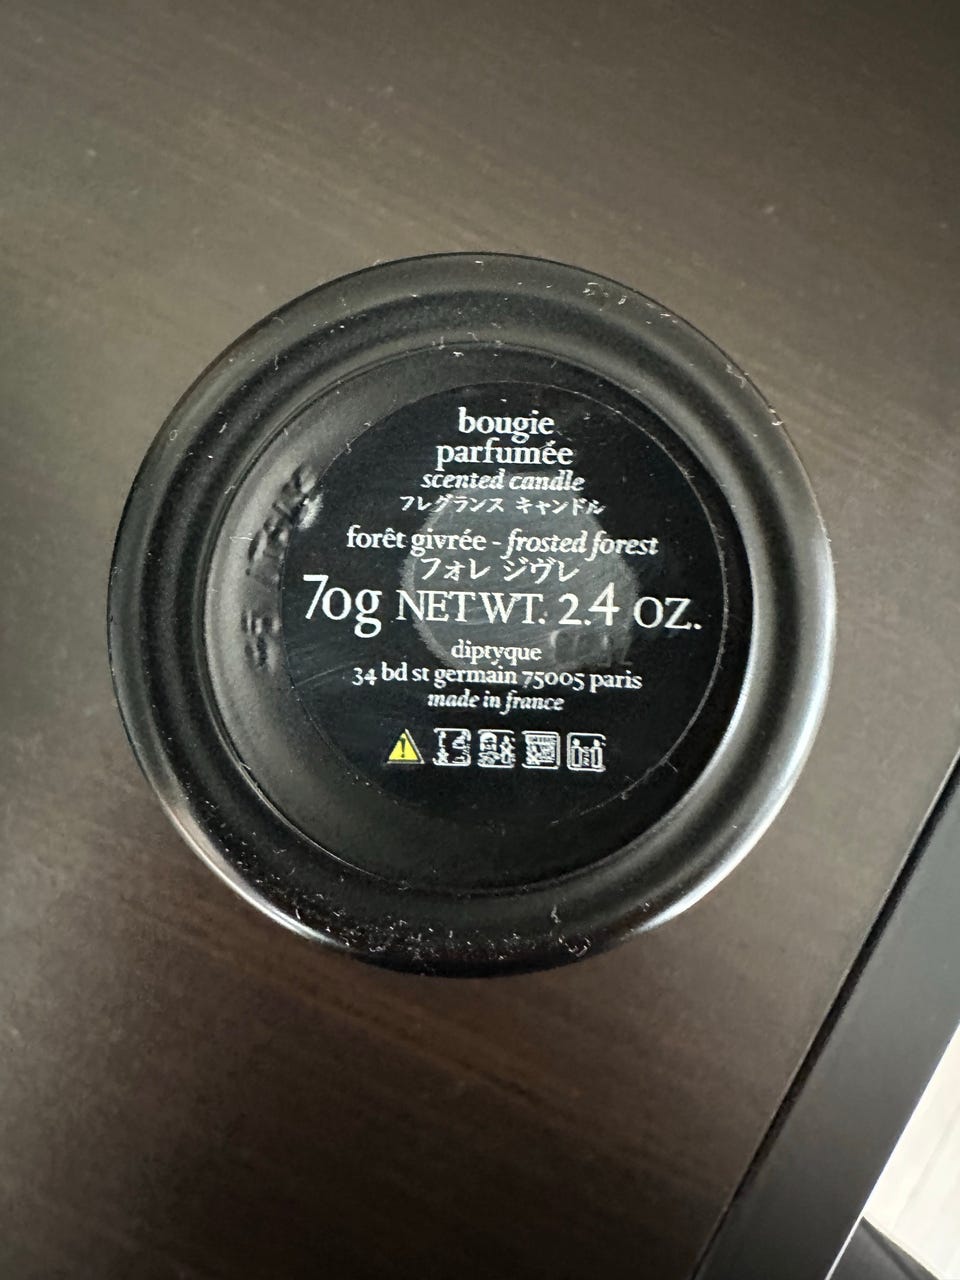 bougie
parfumée
scented candle
フレグランス キャンドル
forêt givrée - frosted forest
フォレ ジヴレ
70g NET WT. 2.4 OZ.
diptyque
34 bd st germain 75005 paris
made in france